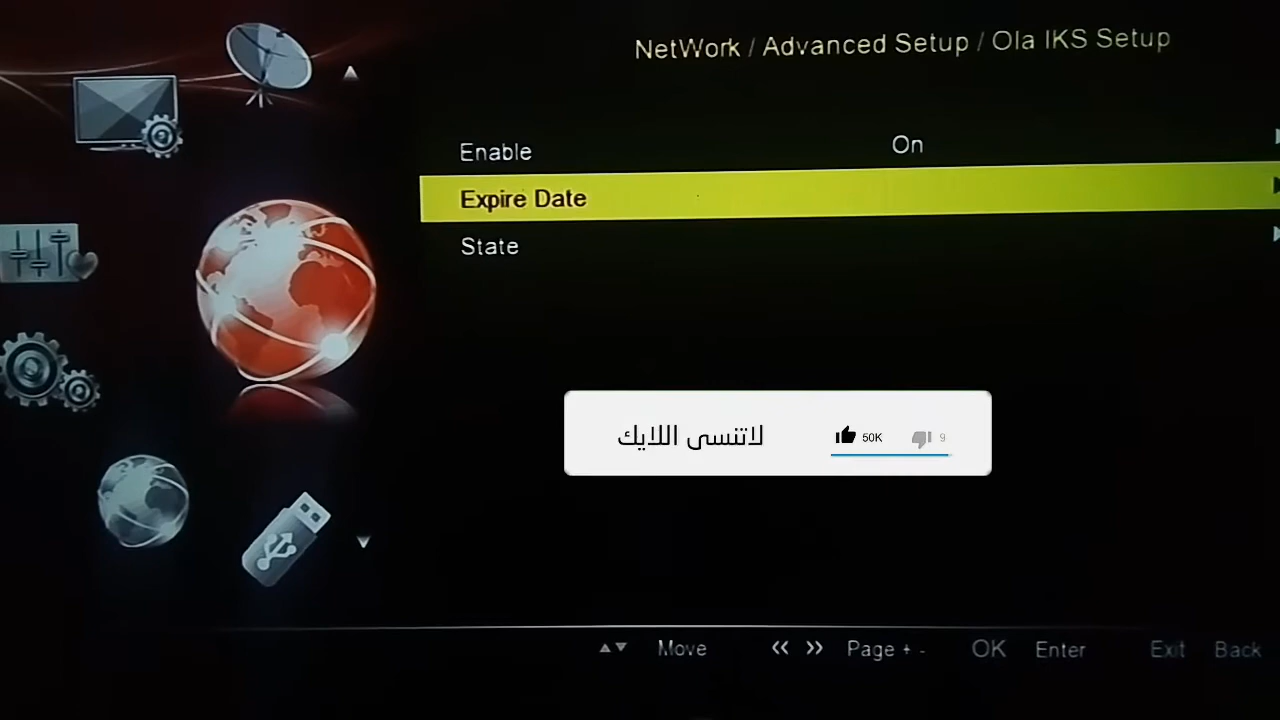 NetWork / Advanced Setup / Ola IKS Setup
Enable On
Expire Date
State
لاتنسى اللايك 50K 9
Move Page + - OK Enter Exit Back